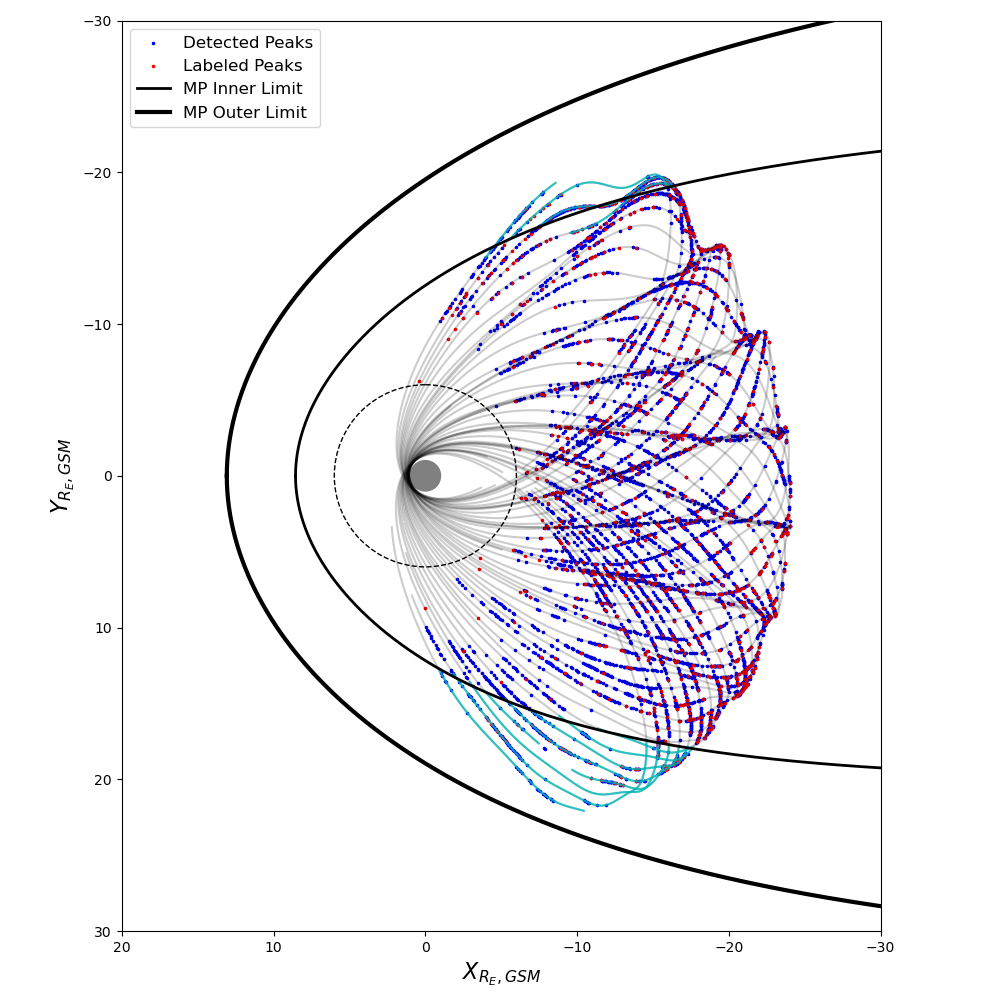 Detected Peaks
Labeled Peaks
MP Inner Limit
MP Outer Limit
−30
−20
−10
0
10
20
30
20
10
0
−10
−20
−30
Y_{R_E, GSM}
X_{R_E, GSM}